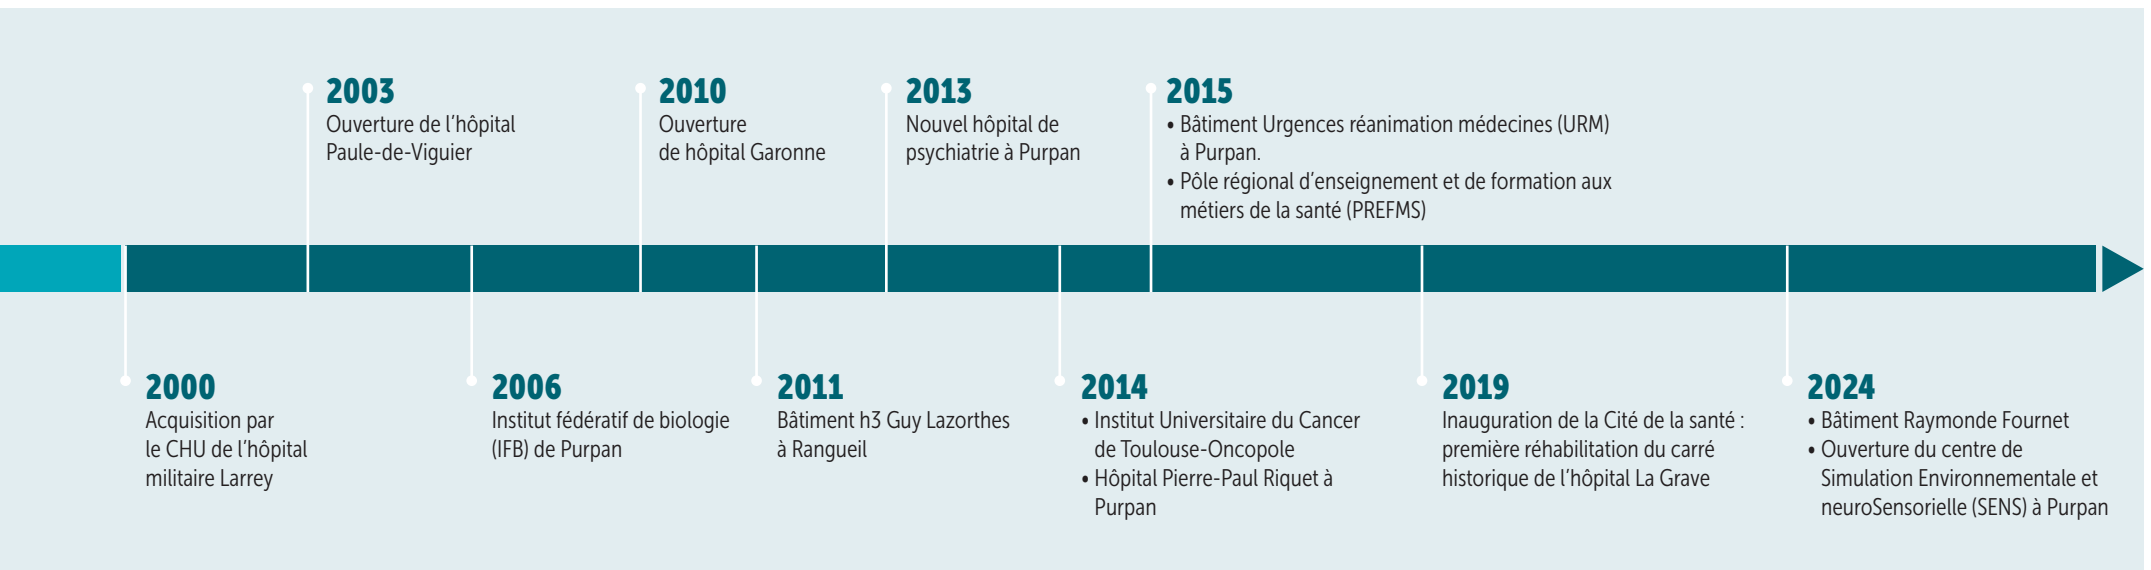 2003
Ouverture de l'hôpital
Paule-de-Viguier
2010
Ouverture
de hôpital Garonne
2013
Nouvel hôpital de
psychiatrie à Purpan
2015
• Bâtiment Urgences réanimation médecines (URM)
à Purpan.
• Pôle régional d'enseignement et de formation aux
métiers de la santé (PREFMS)
2000
Acquisition par
le CHU de l'hôpital
militaire Larrey
2006
Institut fédératif de biologie
(IFB) de Purpan
2011
Bâtiment h3 Guy Lazorthes
à Rangueil
2014
• Institut Universitaire du Cancer
de Toulouse-Oncopole
• Hôpital Pierre-Paul Riquet à
Purpan
2019
Inauguration de la Cité de la santé :
première réhabilitation du carré
historique de l'hôpital La Grave
2024
• Bâtiment Raymonde Fournet
• Ouverture du centre de
Simulation Environnementale et
neuroSensorielle (SENS) à Purpan